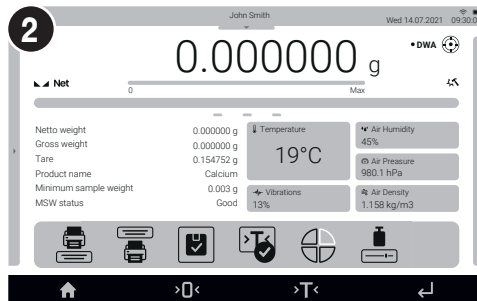 2
John Smith
Wed 14.07.2021 09:30:0
0.000000 g
• DWA
Net
0
Max
Netto weight 0.000000 g
Gross weight 0.000000 g
Tare 0.154752 g
Product name Calcium
Minimum sample weight 0.003 g
MSW status Good
Temperature
19°C
Vibrations
13%
Air Humidity
45%
Air Preasure
980.1 hPa
Air Density
1.158 kg/m3
>T<
>0<
>T<